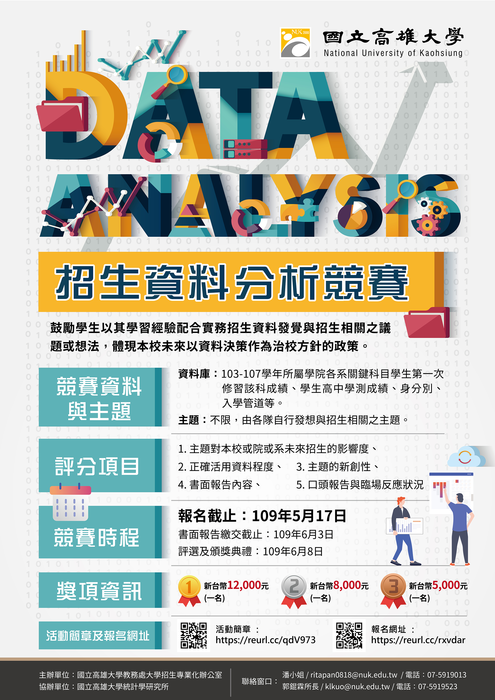 國立高雄大學
National University of Kaohsiung
DATA
ANALYSIS
招生資料分析競賽
鼓勵學生以其學習經驗配合實務招生資料發覺與招生相關之議
題或想法，體現本校未來以資料決策作為治校方針的政策。
競賽資料
與主題
資料庫：103-107學年所屬學院各系關鍵科目學生第一次
修習該科成績、學生高中學測成績、身分別、
入學管道等。
主題：不限，由各隊自行發想與招生相關之主題。
評分項目
1. 主題對本校或院或系未來招生的影響度、
2. 正確活用資料程度、 3. 主題的新創性、
4. 書面報告內容、 5. 口頭報告與臨場反應狀況
競賽時程
報名截止：109年5月17日
書面報告繳交截止：109年6月3日
評選及頒獎典禮：109年6月8日
獎項資訊
1 新台幣12,000元 2 新台幣8,000元 3 新台幣5,000元
(一名) (一名) (一名)
活動簡章及報名網址
活動簡章： 報名網址：
https://reurl.cc/qdV973 https://reurl.cc/rxvdar
主辦單位：國立高雄大學教務處大學招生專業化辦公室
協辦單位：國立高雄大學統計學研究所
聯絡窗口：
潘小姐 / ritapan0818@nuk.edu.tw / 電話：07-5919013
郭錕霖所長 / klkuo@nuk.edu.tw / 電話：07-5919523